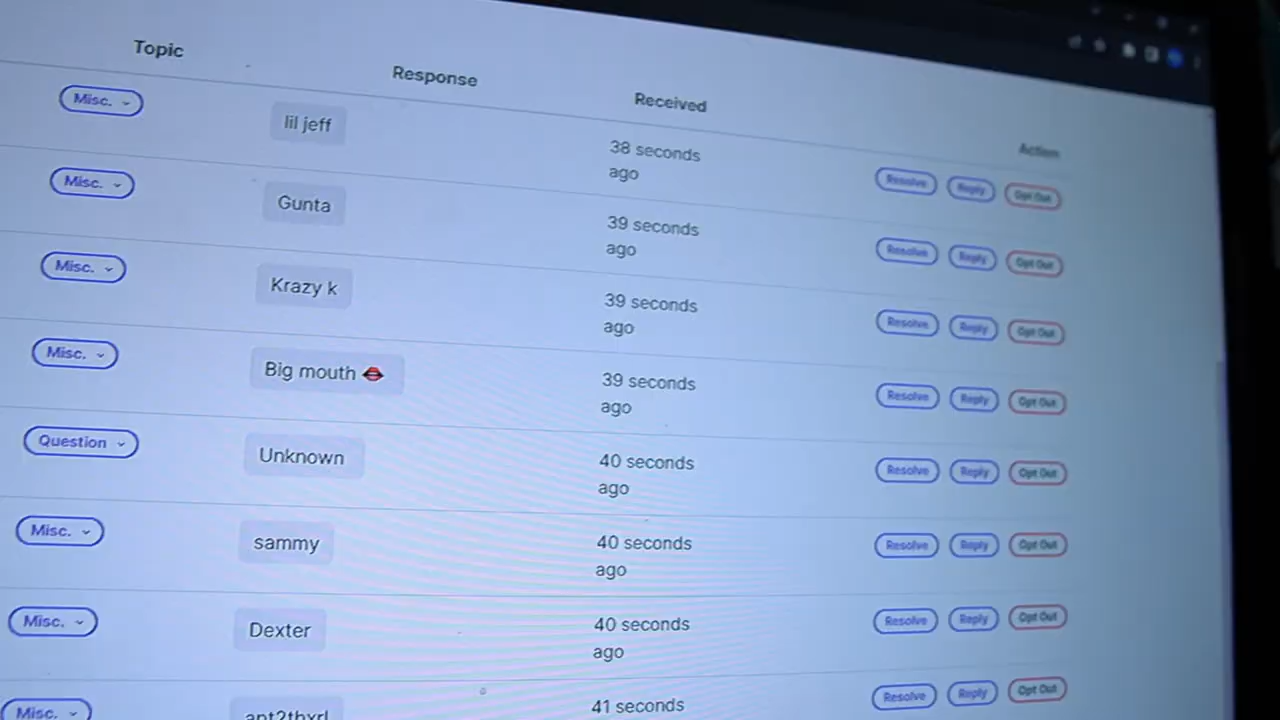 Topic Response Received Action
Misc. lil jeff 38 seconds ago Resolve Reply Opt Out
Misc. Gunta 39 seconds ago Resolve Reply Opt Out
Misc. Krazy k 39 seconds ago Resolve Reply Opt Out
Misc. Big mouth 👄 39 seconds ago Resolve Reply Opt Out
Question Unknown 40 seconds ago Resolve Reply Opt Out
Misc. sammy 40 seconds ago Resolve Reply Opt Out
Misc. Dexter 40 seconds ago Resolve Reply Opt Out
Misc. 41 seconds Resolve Reply Opt Out